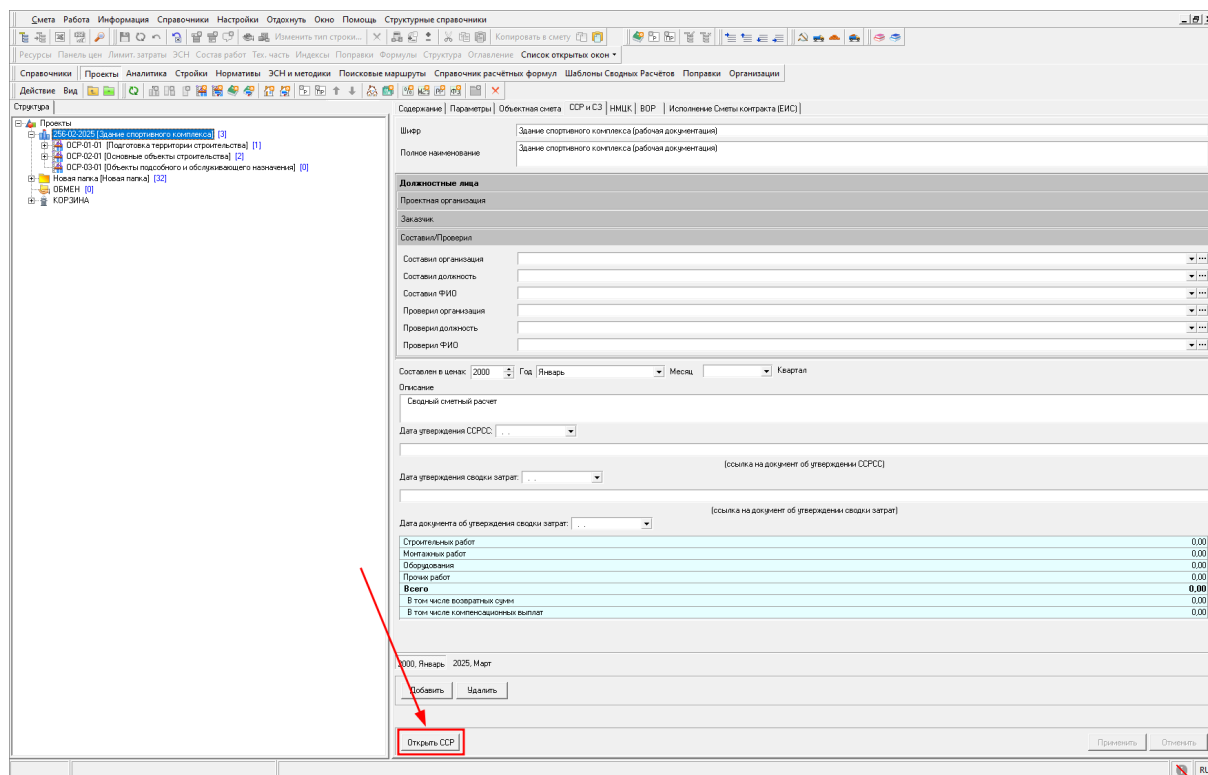 Смета Работа Информация Справочники Настройки Отдохнуть Окно Помощь Структурные справочники
Изменить тип строки... Копировать в смету
Ресурсы Панель цен Лимит. затраты ЭСН Состав работ Тех. часть Индексы Поправки Формулы Структура Оглавление Список открытых окон
Справочники Проекты Аналитика Стройки Нормативы ЭСН и методики Поисковые маршруты Справочник расчётных формул Шаблоны Сводных Расчётов Поправки Организации
Действие Вид
Структура
Проекты
256-02-2025 [Здание спортивного комплекса] [3]
ОСР-01-01 [Подготовка территории строительства] [1]
ОСР-02-01 [Основные объекты строительства] [2]
ОСР-03-01 [Объекты подсобного и обслуживающего назначения] [0]
Новая папка [Новая папка] [32]
ОБМЕН [0]
КОРЗИНА
Содержание Параметры Объектная смета ССР и СЗ НМЦК ВОР Исполнение Сметы контракта (ЕИС)
Шифр Здание спортивного комплекса (рабочая документация)
Полное наименование Здание спортивного комплекса (рабочая документация)
Должностные лица
Проектная организация
Заказчик
Составил/Проверил
Составил организация
Составил должность
Составил ФИО
Проверил организация
Проверил должность
Проверил ФИО
Составлен в ценах 2000 Год Январь Месяц Квартал
Описание
Сводный сметный расчет
Дата утверждения ССРСС: . .
(ссылка на документ об утверждении ССРСС)
Дата утверждения сводки затрат: . .
(ссылка на документ об утверждении сводки затрат)
Дата документа об утверждения сводки затрат: . .
Строительных работ 0,00
Монтажных работ 0,00
Оборудования 0,00
Прочих работ 0,00
Всего 0,00
В том числе возвратных сумм 0,00
В том числе компенсационных выплат 0,00
2000, Январь 2025, Март
Добавить Удалить
Открыть ССР Применить Отменить
RU